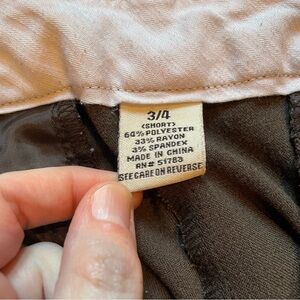 3/4
<SHORT>
64% POLYESTER
33% RAYON
3% SPANDEX
MADE IN CHINA
RN# 51783
SEE CARE ON REVERSE